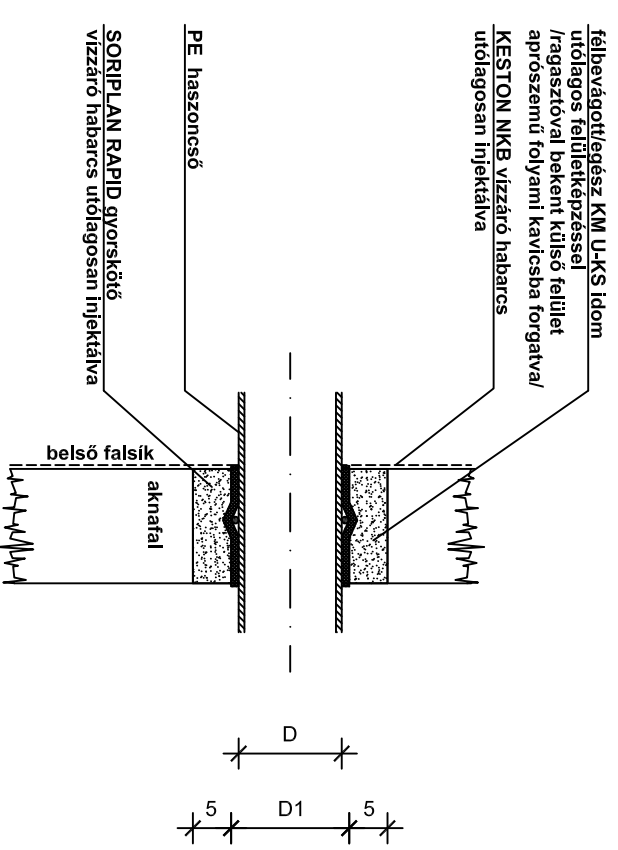 félbevágott/egész KM U-KS idom
utólagos felületképzéssel
/ragasztóval bekent külső felület
aprószemű folyami kavicsba forgatva/
KESTON NKB vízzáró habarcs
utólagosan injektálva
PE haszoncső
SORIPLAN RAPID gyorskötő
vízzáró habarcs utólagosan injektálva
belső falsík
aknafal
D
5
D1
5